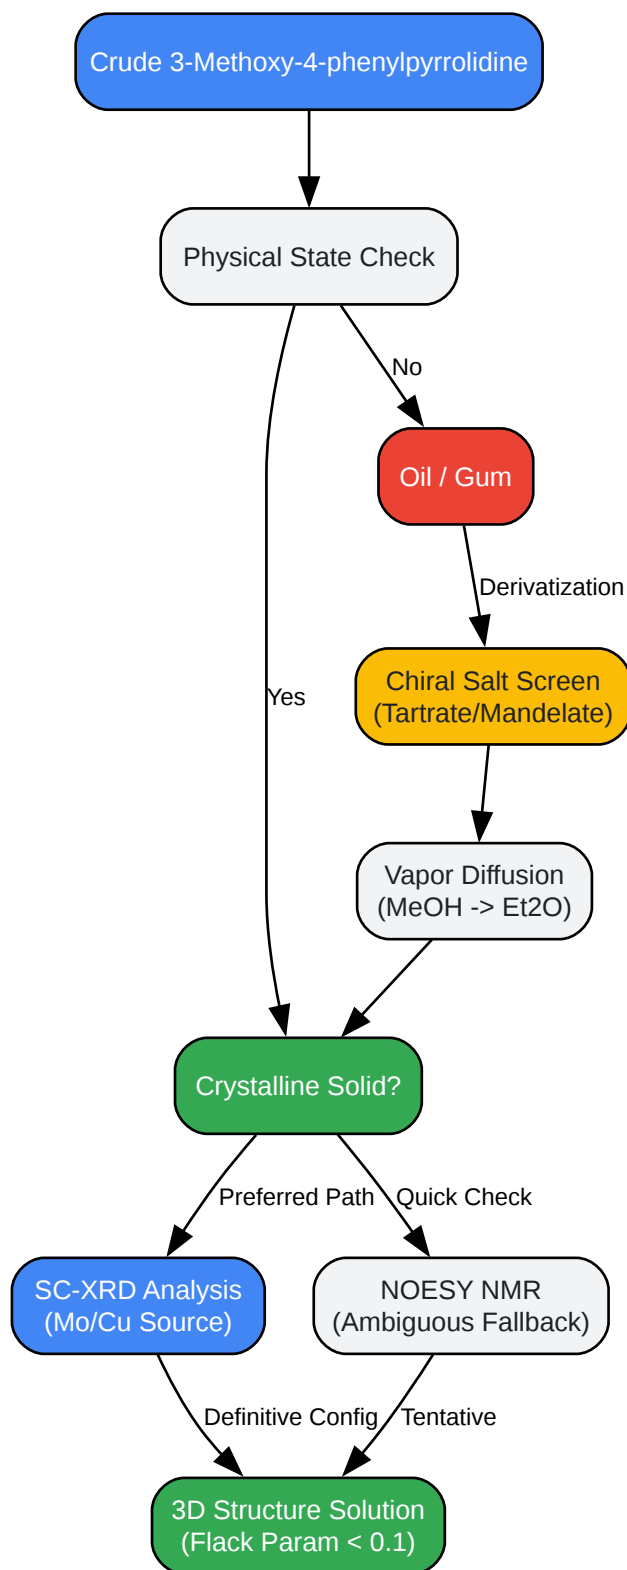 Crude 3-Methoxy-4-phenylpyrrolidine
Physical State Check
No
Oil / Gum
Derivatization
Chiral Salt Screen
(Tartrate/Mandelate)
Yes
Vapor Diffusion
(MeOH -> Et2O)
Crystalline Solid?
Preferred Path
Quick Check
SC-XRD Analysis
(Mo/Cu Source)
NOESY NMR
(Ambiguous Fallback)
Definitive Config
Tentative
3D Structure Solution
(Flack Param < 0.1)